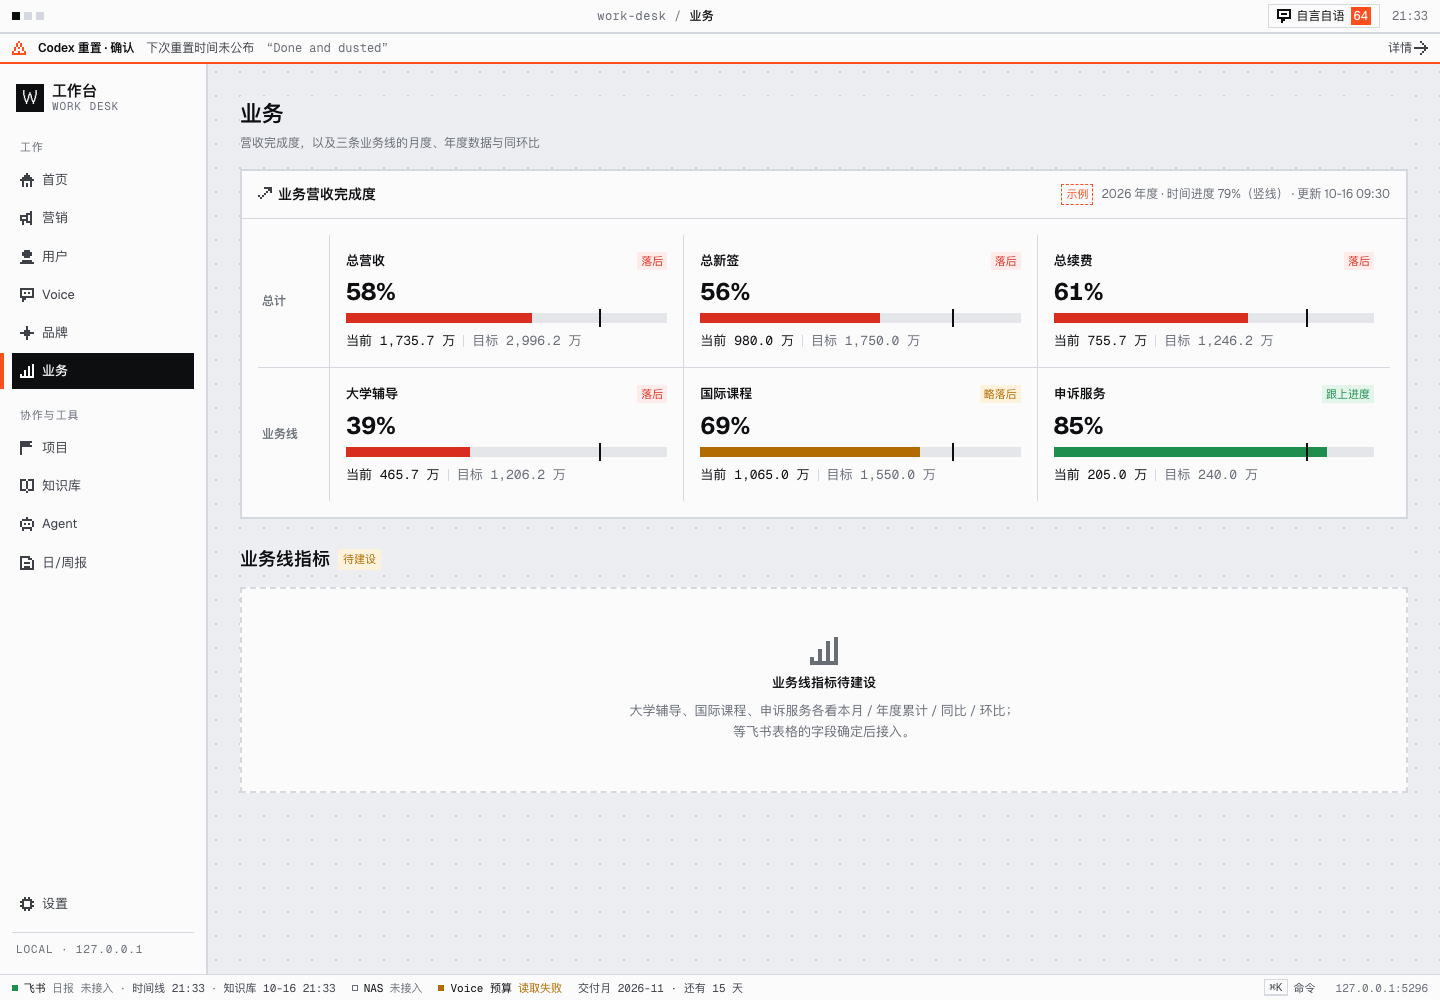 work-desk / 业务
自言自语 64
21:33
Codex 重置 · 确认 下次重置时间未公布 “Done and dusted”
详情
W
工作台
WORK DESK
工作
首页
营销
用户
Voice
品牌
业务
协作与工具
项目
知识库
Agent
日/周报
设置
LOCAL · 127.0.0.1
业务
营收完成度，以及三条业务线的月度、年度数据与同环比
业务营收完成度
示例 2026 年度 · 时间进度 79%（竖线） · 更新 10-16 09:30
总计
总营收 落后
58%
当前 1,735.7 万 目标 2,996.2 万
总新签 落后
56%
当前 980.0 万 目标 1,750.0 万
总续费 落后
61%
当前 755.7 万 目标 1,246.2 万
业务线
大学辅导 落后
39%
当前 465.7 万 目标 1,206.2 万
国际课程 略落后
69%
当前 1,065.0 万 目标 1,550.0 万
申诉服务 跟上进度
85%
当前 205.0 万 目标 240.0 万
业务线指标 待建设
业务线指标待建设
大学辅导、国际课程、申诉服务各看本月 / 年度累计 / 同比 / 环比；
等飞书表格的字段确定后接入。
飞书 日报 未接入 · 时间线 21:33 · 知识库 10-16 21:33
NAS 未接入
Voice 预算 读取失败
交付月 2026-11 · 还有 15 天
⌘K 命令
127.0.0.1:5296